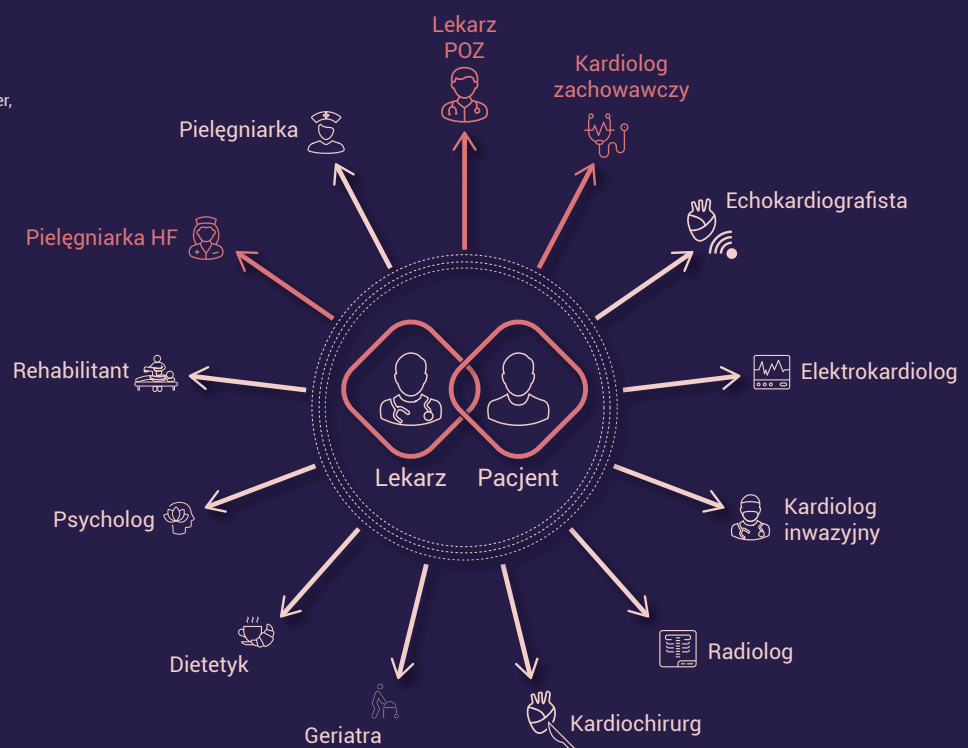 Lekarz
POZ
Kardiolog
zachowawczy
er,
Pielęgniarka
Echokardiografista
Pielęgniarka HF
Rehabilitant
Elektrokardiolog
Lekarz
Pacjent
Psycholog
Kardiolog
inwazyjny
Dietetyk
Radiolog
Geriatra
Kardiochirurg